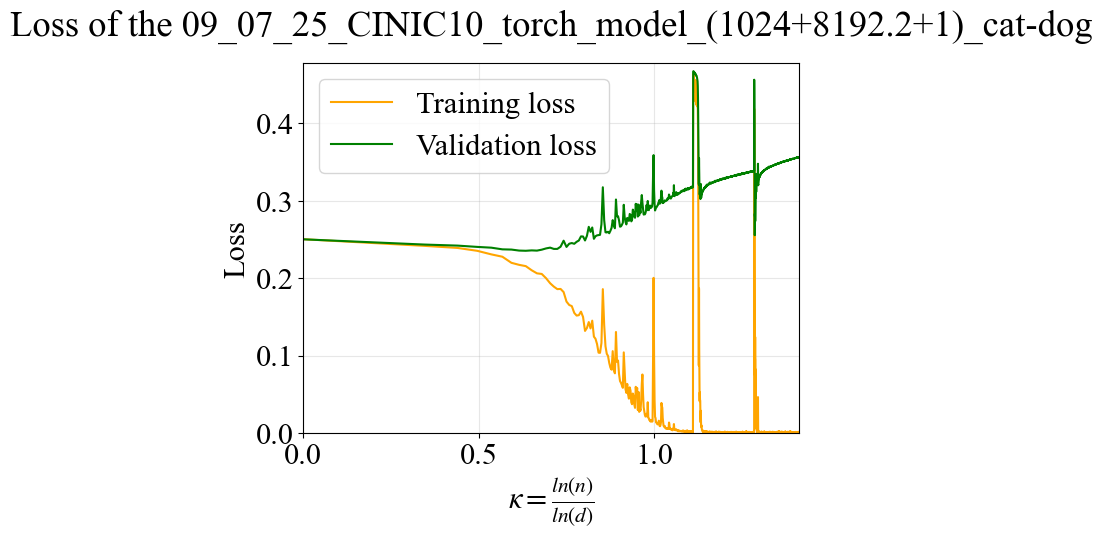 Loss of the 09_07_25_CINIC10_torch_model_(1024+8192.2+1)_cat-dog
Training loss
Validation loss
Loss
0.4
0.3
0.2
0.1
0.0
0.0 0.5 1.0
κ = ln(n)/ln(d)